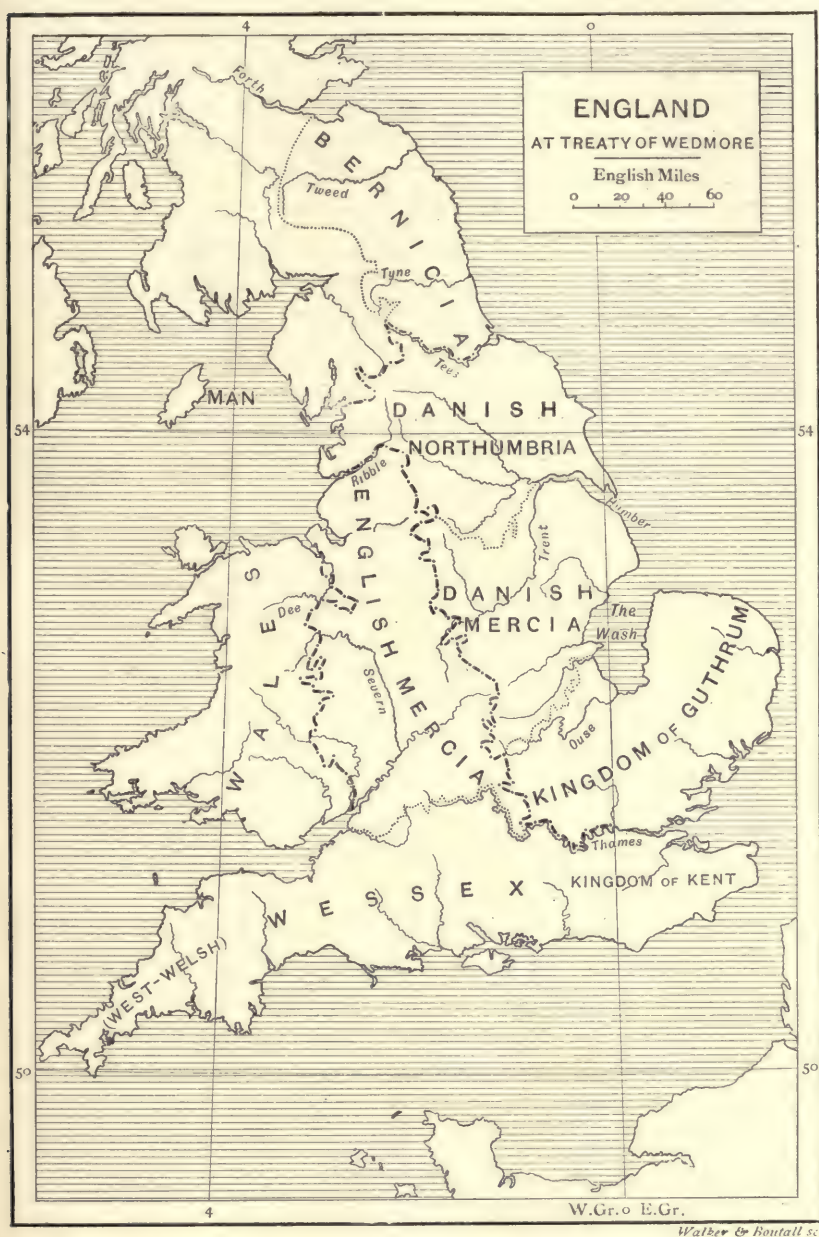 4
0
ENGLAND
AT TREATY OF WEDMORE
English Miles
0 20 40 60
Forth
BERNICIA
Tweed
Tyne
Tees
MAN
DANISH
NORTHUMBRIA
54
54
Ribble
Humber
ENGLISH MERCIA
Trent
DANISH
MERCIA
The
Wash
WALES
Dee
Severn
Ouse
KINGDOM OF GUTHRUM
Thames
WESSEX
KINGDOM OF KENT
(WEST-WELSH)
50
50
4
W.Gr. 0 E.Gr.
Walker & Boutall sc